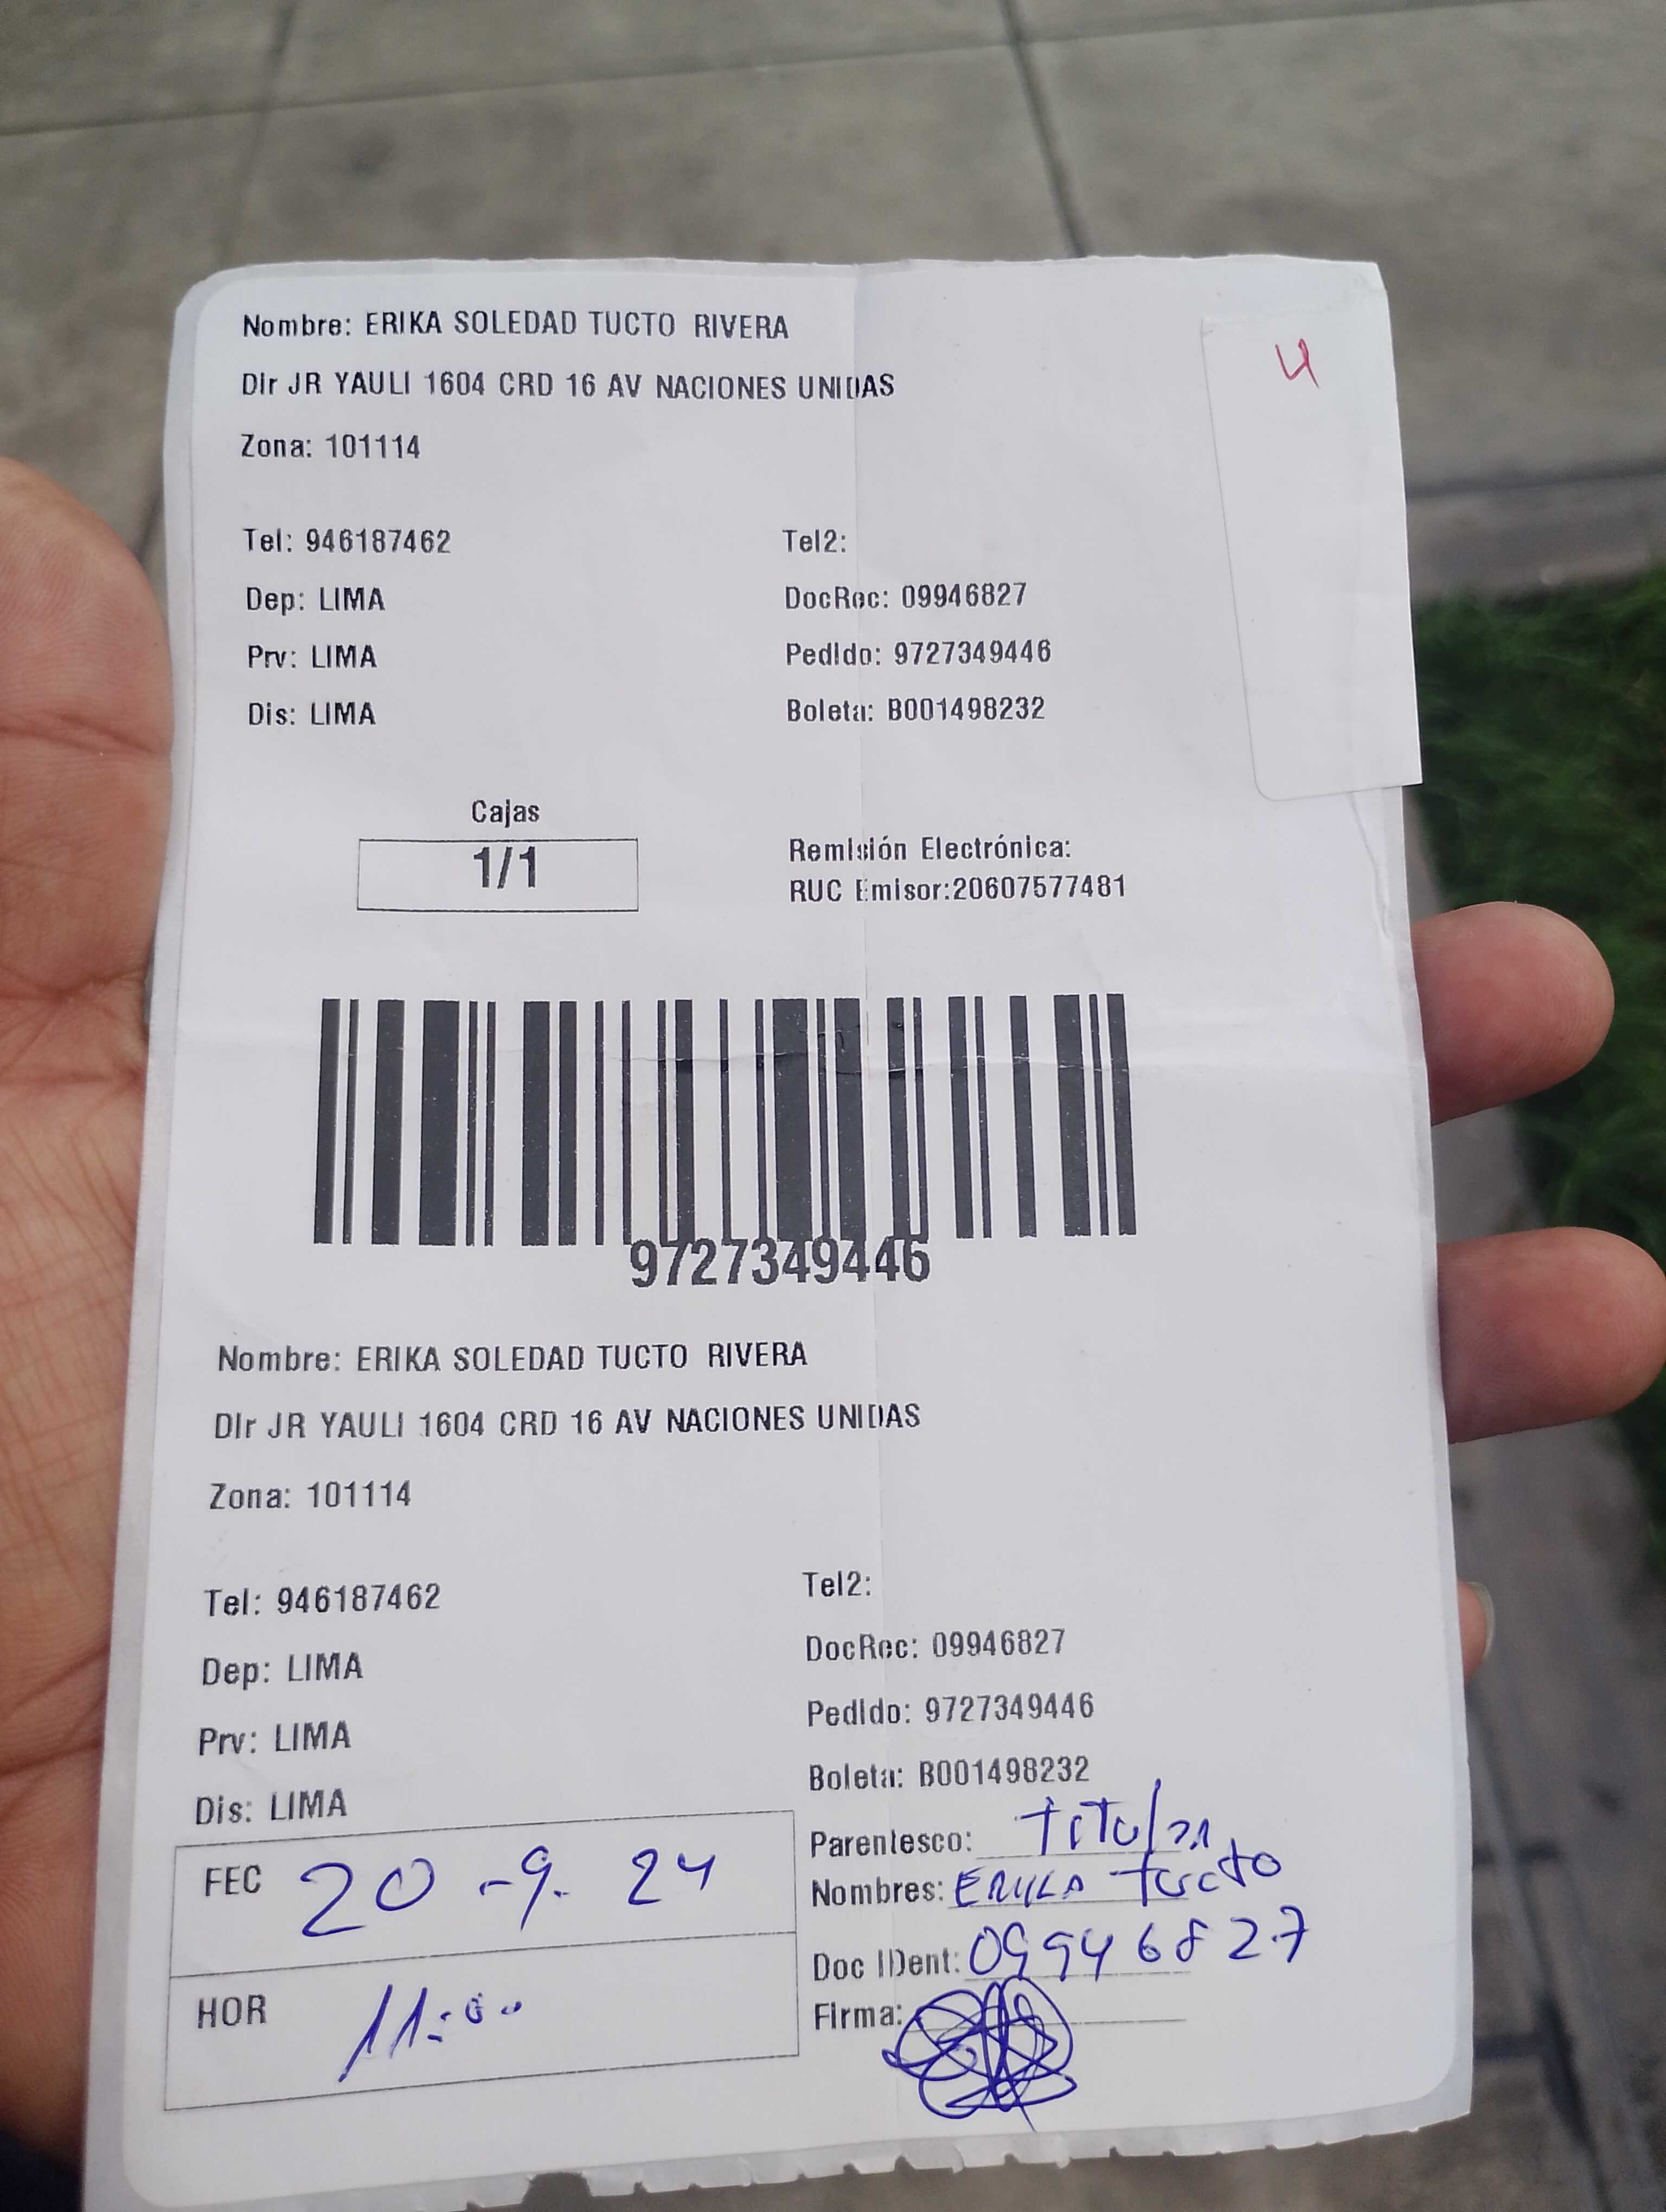 Nombre: ERIKA SOLEDAD TUCTO RIVERA
4
Dir JR YAULI 1604 CRD 16 AV NACIONES UNIDAS
Zona: 101114
Tel: 946187462 Tel2:
Dep: LIMA DocRec: 09946827
Prv: LIMA Pedido: 9727349446
Dis: LIMA Boleta: B001498232
Cajas
1/1
Remisión Electrónica:
RUC Emisor:20607577481
9727349446
Nombre: ERIKA SOLEDAD TUCTO RIVERA
Dir JR YAULI 1604 CRD 16 AV NACIONES UNIDAS
Zona: 101114
Tel: 946187462 Tel2:
Dep: LIMA DocRec: 09946827
Prv: LIMA Pedido: 9727349446
Dis: LIMA Boleta: B001498232
FEC 20-9-24
HOR 11:00
Parentesco: titular
Nombres: ERIKA tucto
Doc IDent: 09946827
Firma: